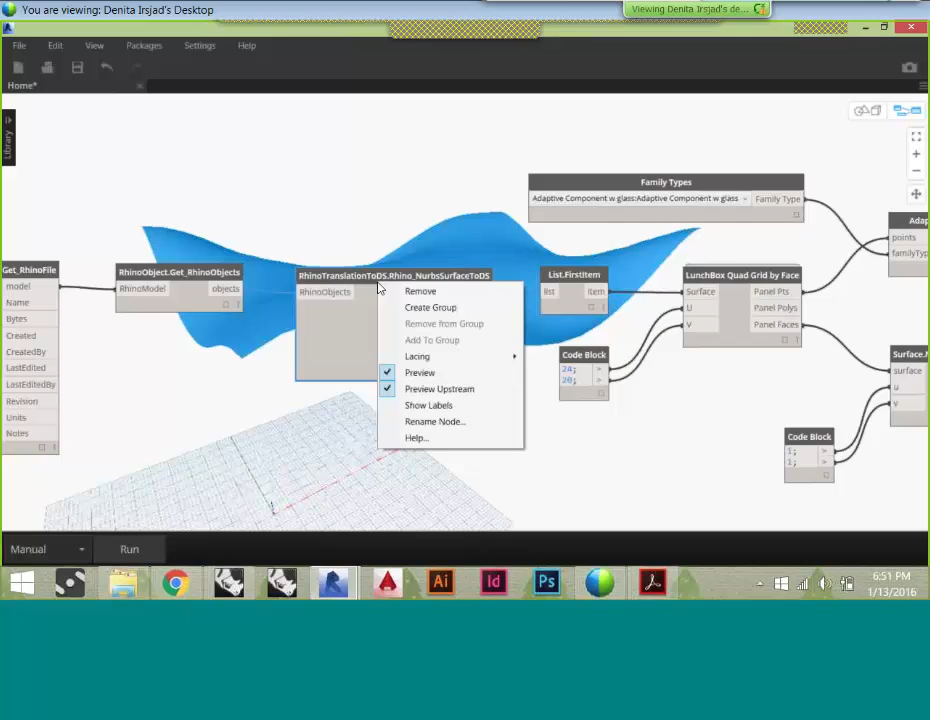 You are viewing: Denita Irsjad's Desktop
Viewing Denita Irsjad's de...
File Edit View Packages Settings Help
Home*
Library
Family Types
Adaptive Component w glass:Adaptive Component w glass Family Type
Adap
points
familyTyp
Get_RhinoFile
model
Name
Bytes
Created
CreatedBy
LastEdited
LastEditedBy
Revision
Units
Notes
RhinoObject.Get_RhinoObjects
RhinoModel objects
RhinoTranslationToDS.Rhino_NurbsSurfaceToDS
RhinoObjects
Remove
Create Group
Remove from Group
Add To Group
Lacing
Preview
Preview Upstream
Show Labels
Rename Node...
Help...
List.FirstItem
list item
LunchBox Quad Grid by Face
Surface Panel Pts
U Panel Polys
V Panel Faces
Code Block
24; >
20; >
Surface.
surface
u
v
Code Block
1; >
1; >
Manual Run
Ai Id Ps
6:51 PM
1/13/2016